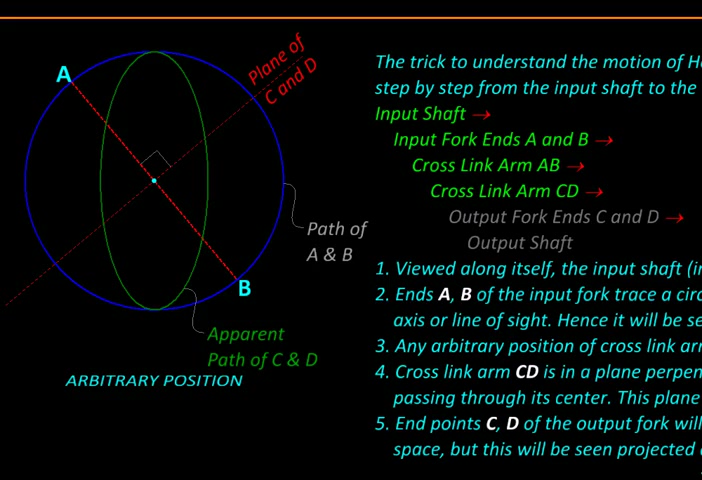 A
Plane of
C and D
Path of
A & B
B
Apparent
Path of C & D
ARBITRARY POSITION
The trick to understand the motion of
step by step from the input shaft to the
Input Shaft →
Input Fork Ends A and B →
Cross Link Arm AB →
Cross Link Arm CD →
Output Fork Ends C and D →
Output Shaft
1. Viewed along itself, the input shaft
2. Ends A, B of the input fork trace a
axis or line of sight. Hence it will be
3. Any arbitrary position of cross link
4. Cross link arm CD is in a plane
passing through its center. This plane
5. End points C, D of the output fork will
space, but this will be seen projected